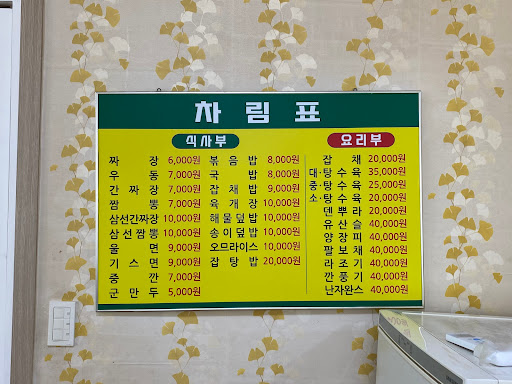 차림표
식사부
짜장 6,000원
우동 7,000원
간짜장 7,000원
짬뽕 7,000원
삼선간짜장 10,000원
삼선짬뽕 10,000원
울면 9,000원
기스면 9,000원
중깐 7,000원
군만두 5,000원
볶음밥 8,000원
국밥 8,000원
잡채밥 9,000원
육개장 10,000원
해물덮밥 10,000원
송이덮밥 10,000원
오므라이스 10,000원
잡탕밥 20,000원
요리부
잡채 20,000원
대·탕수육 35,000원
중·탕수육 25,000원
소·탕수육 20,000원
덴뿌라 20,000원
유산슬 40,000원
양장피 40,000원
팔보채 40,000원
라조기 40,000원
깐풍기 40,000원
난자완스 40,000원